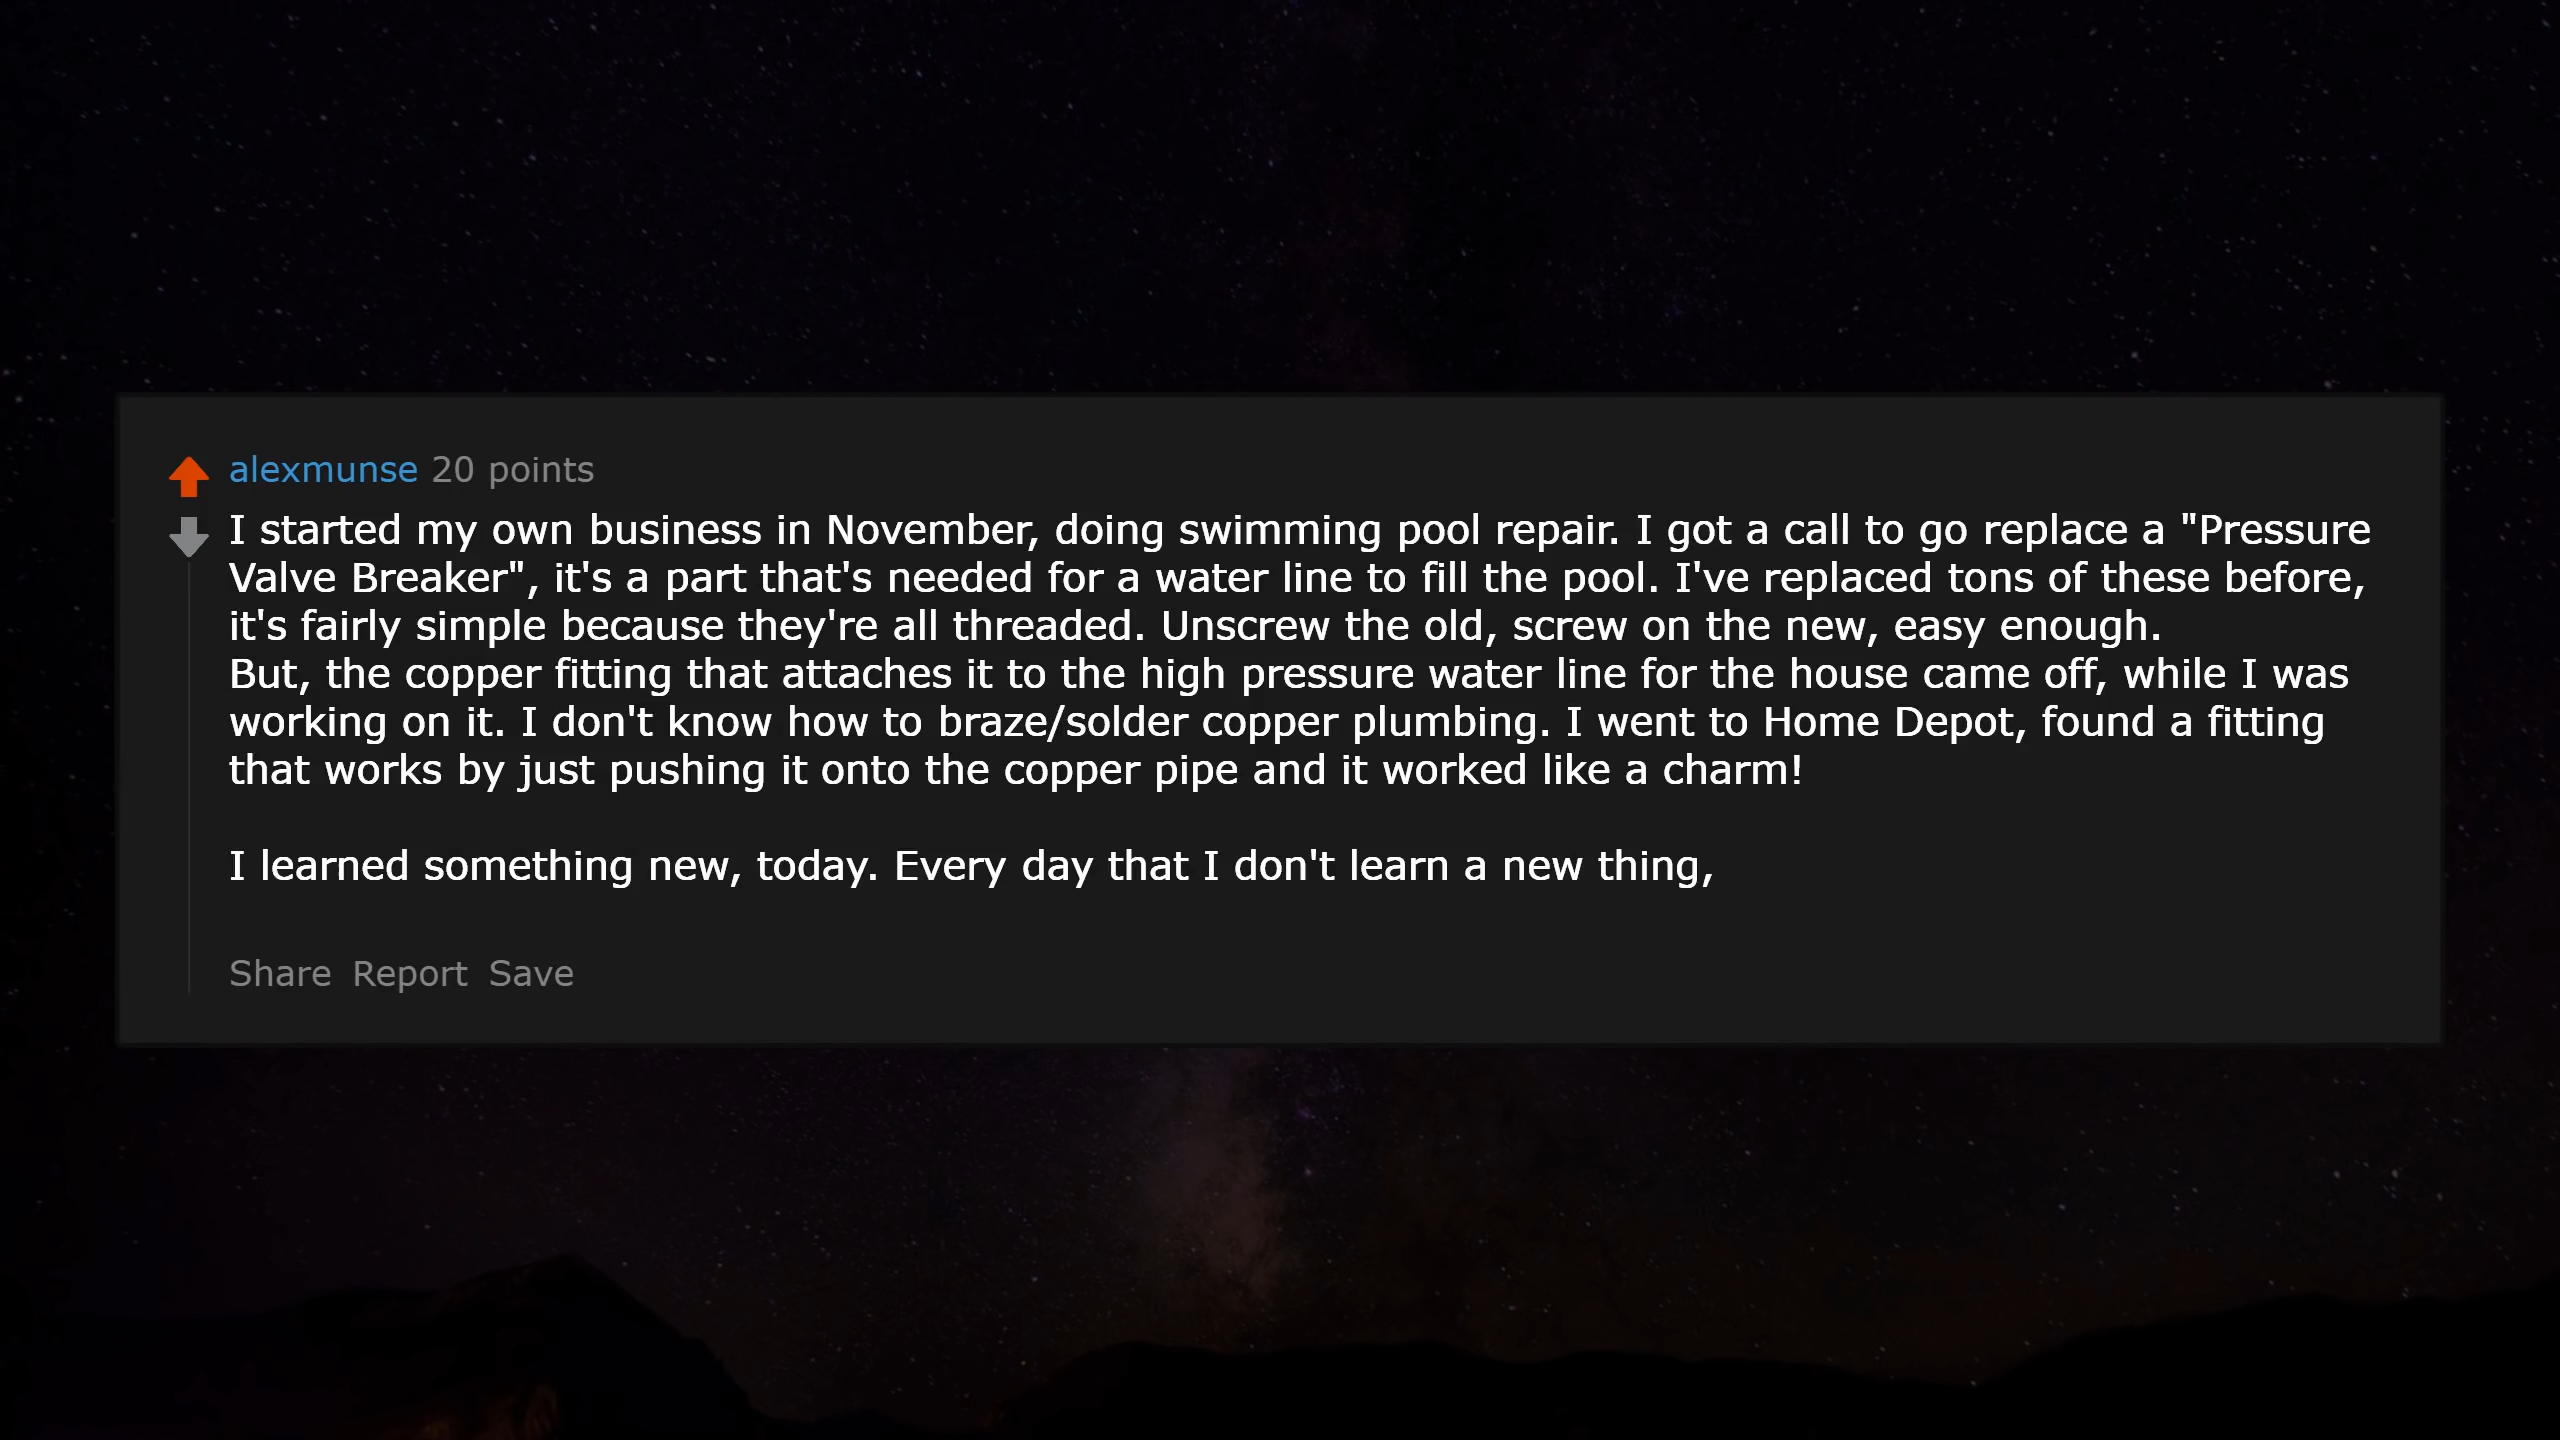 alexmunse 20 points
I started my own business in November, doing swimming pool repair. I got a call to go replace a "Pressure
Valve Breaker", it's a part that's needed for a water line to fill the pool. I've replaced tons of these before,
it's fairly simple because they're all threaded. Unscrew the old, screw on the new, easy enough.
But, the copper fitting that attaches it to the high pressure water line for the house came off, while I was
working on it. I don't know how to braze/solder copper plumbing. I went to Home Depot, found a fitting
that works by just pushing it onto the copper pipe and it worked like a charm!
I learned something new, today. Every day that I don't learn a new thing,
Share Report Save